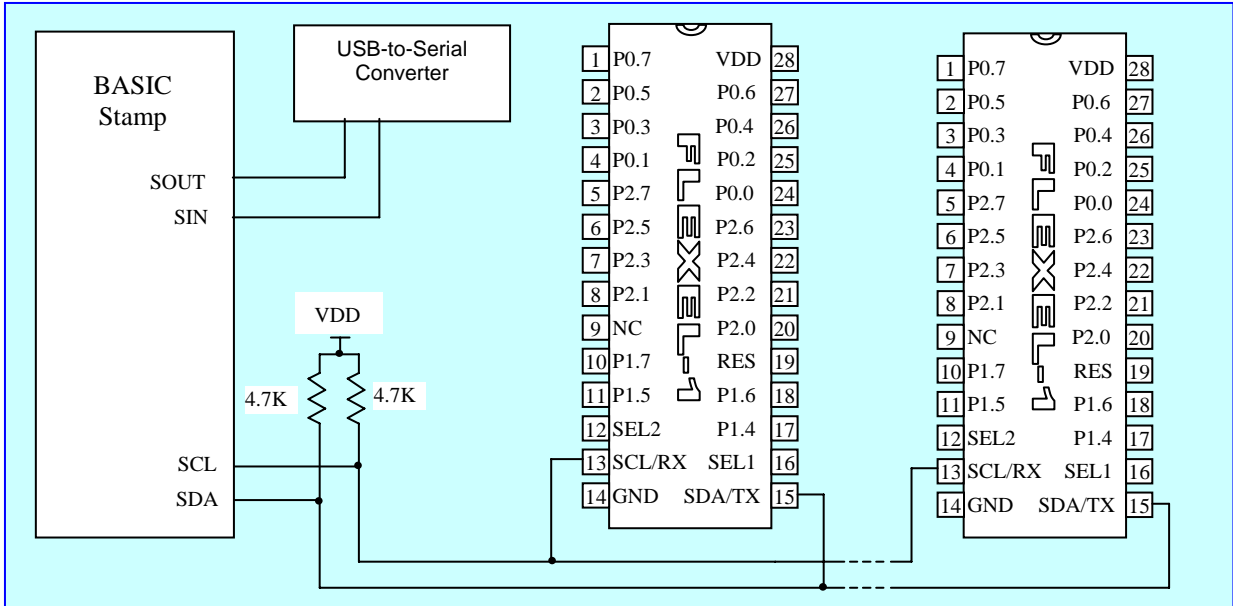 BASIC
Stamp
SOUT
SIN
SCL
SDA
USB-to-Serial
Converter
VDD
4.7K
4.7K
1 P0.7 VDD 28
2 P0.5 P0.6 27
3 P0.3 P0.4 26
4 P0.1 P0.2 25
5 P2.7 P0.0 24
6 P2.5 P2.6 23
7 P2.3 P2.4 22
8 P2.1 P2.2 21
9 NC P2.0 20
10 P1.7 RES 19
11 P1.5 P1.6 18
12 SEL2 P1.4 17
13 SCL/RX SEL1 16
14 GND SDA/TX 15
FLEXEL-1
1 P0.7 VDD 28
2 P0.5 P0.6 27
3 P0.3 P0.4 26
4 P0.1 P0.2 25
5 P2.7 P0.0 24
6 P2.5 P2.6 23
7 P2.3 P2.4 22
8 P2.1 P2.2 21
9 NC P2.0 20
10 P1.7 RES 19
11 P1.5 P1.6 18
12 SEL2 P1.4 17
13 SCL/RX SEL1 16
14 GND SDA/TX 15
FLEXEL-1